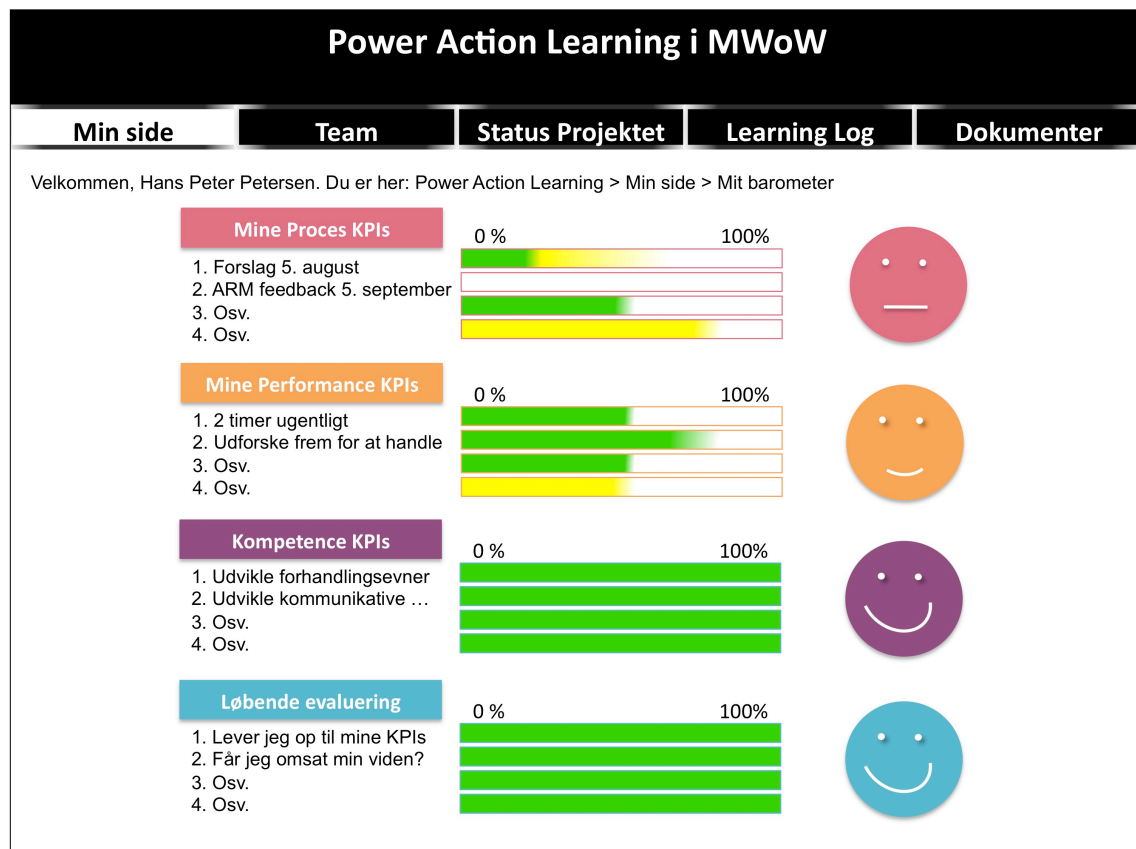 Power Action Learning i MWoW
Min side
Team
Status Projektet
Learning Log
Dokumenter
Velkommen, Hans Peter Petersen. Du er her: Power Action Learning > Min side > Mit barometer
Mine Proces KPIs
0 % 100%
1. Forslag 5. august
2. ARM feedback 5. september
3. Osv.
4. Osv.
Mine Performance KPIs
0 % 100%
1. 2 timer ugentligt
2. Udforske frem for at handle
3. Osv.
4. Osv.
Kompetence KPIs
0 % 100%
1. Udvikle forhandlingsevner
2. Udvikle kommunikative …
3. Osv.
4. Osv.
Løbende evaluering
0 % 100%
1. Lever jeg op til mine KPIs
2. Får jeg omsat min viden?
3. Osv.
4. Osv.